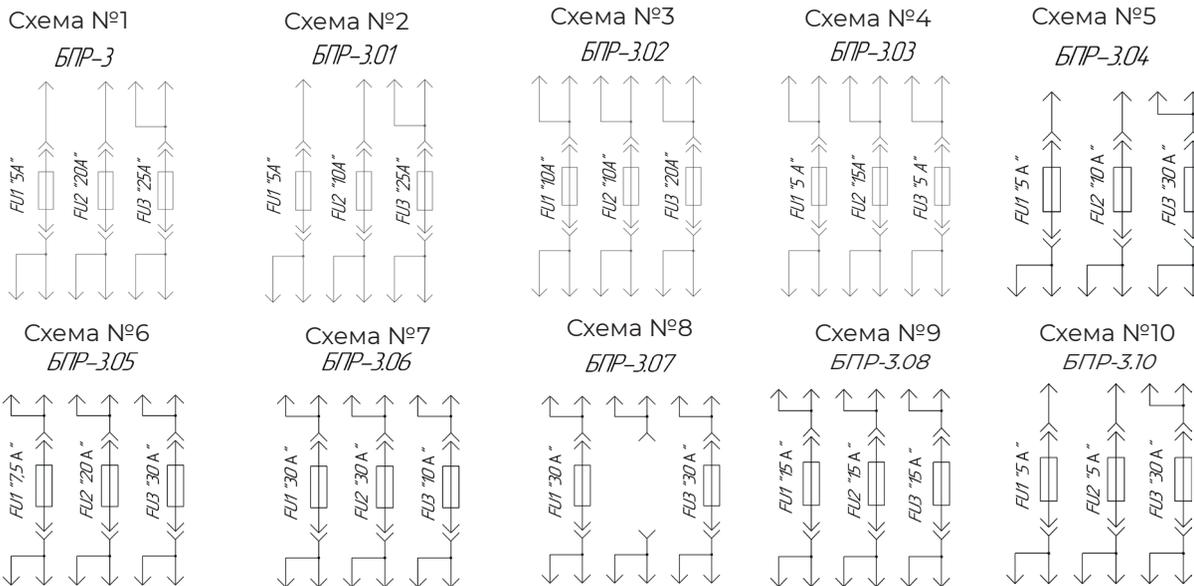 Схема №1
БПР-3
FU1 "5А"
FU2 "20А"
FU3 "25А"
Схема №2
БПР-3.01
FU1 "5А"
FU2 "10А"
FU3 "25А"
Схема №3
БПР-3.02
FU1 "10А"
FU2 "10А"
FU3 "20А"
Схема №4
БПР-3.03
FU1 "5 А"
FU2 "15А"
FU3 "5 А"
Схема №5
БПР-3.04
FU1 "5 А"
FU2 "10 А"
FU3 "30 А"
Схема №6
БПР-3.05
FU1 "7,5 А"
FU2 "20 А"
FU3 "30 А"
Схема №7
БПР-3.06
FU1 "30 А"
FU2 "30 А"
FU3 "10 А"
Схема №8
БПР-3.07
FU1 "30 А"
FU3 "30 А"
Схема №9
БПР-3.08
FU1 "15 А"
FU2 "15 А"
FU3 "15 А"
Схема №10
БПР-3.10
FU1 "5 А"
FU2 "5 А"
FU3 "30 А"